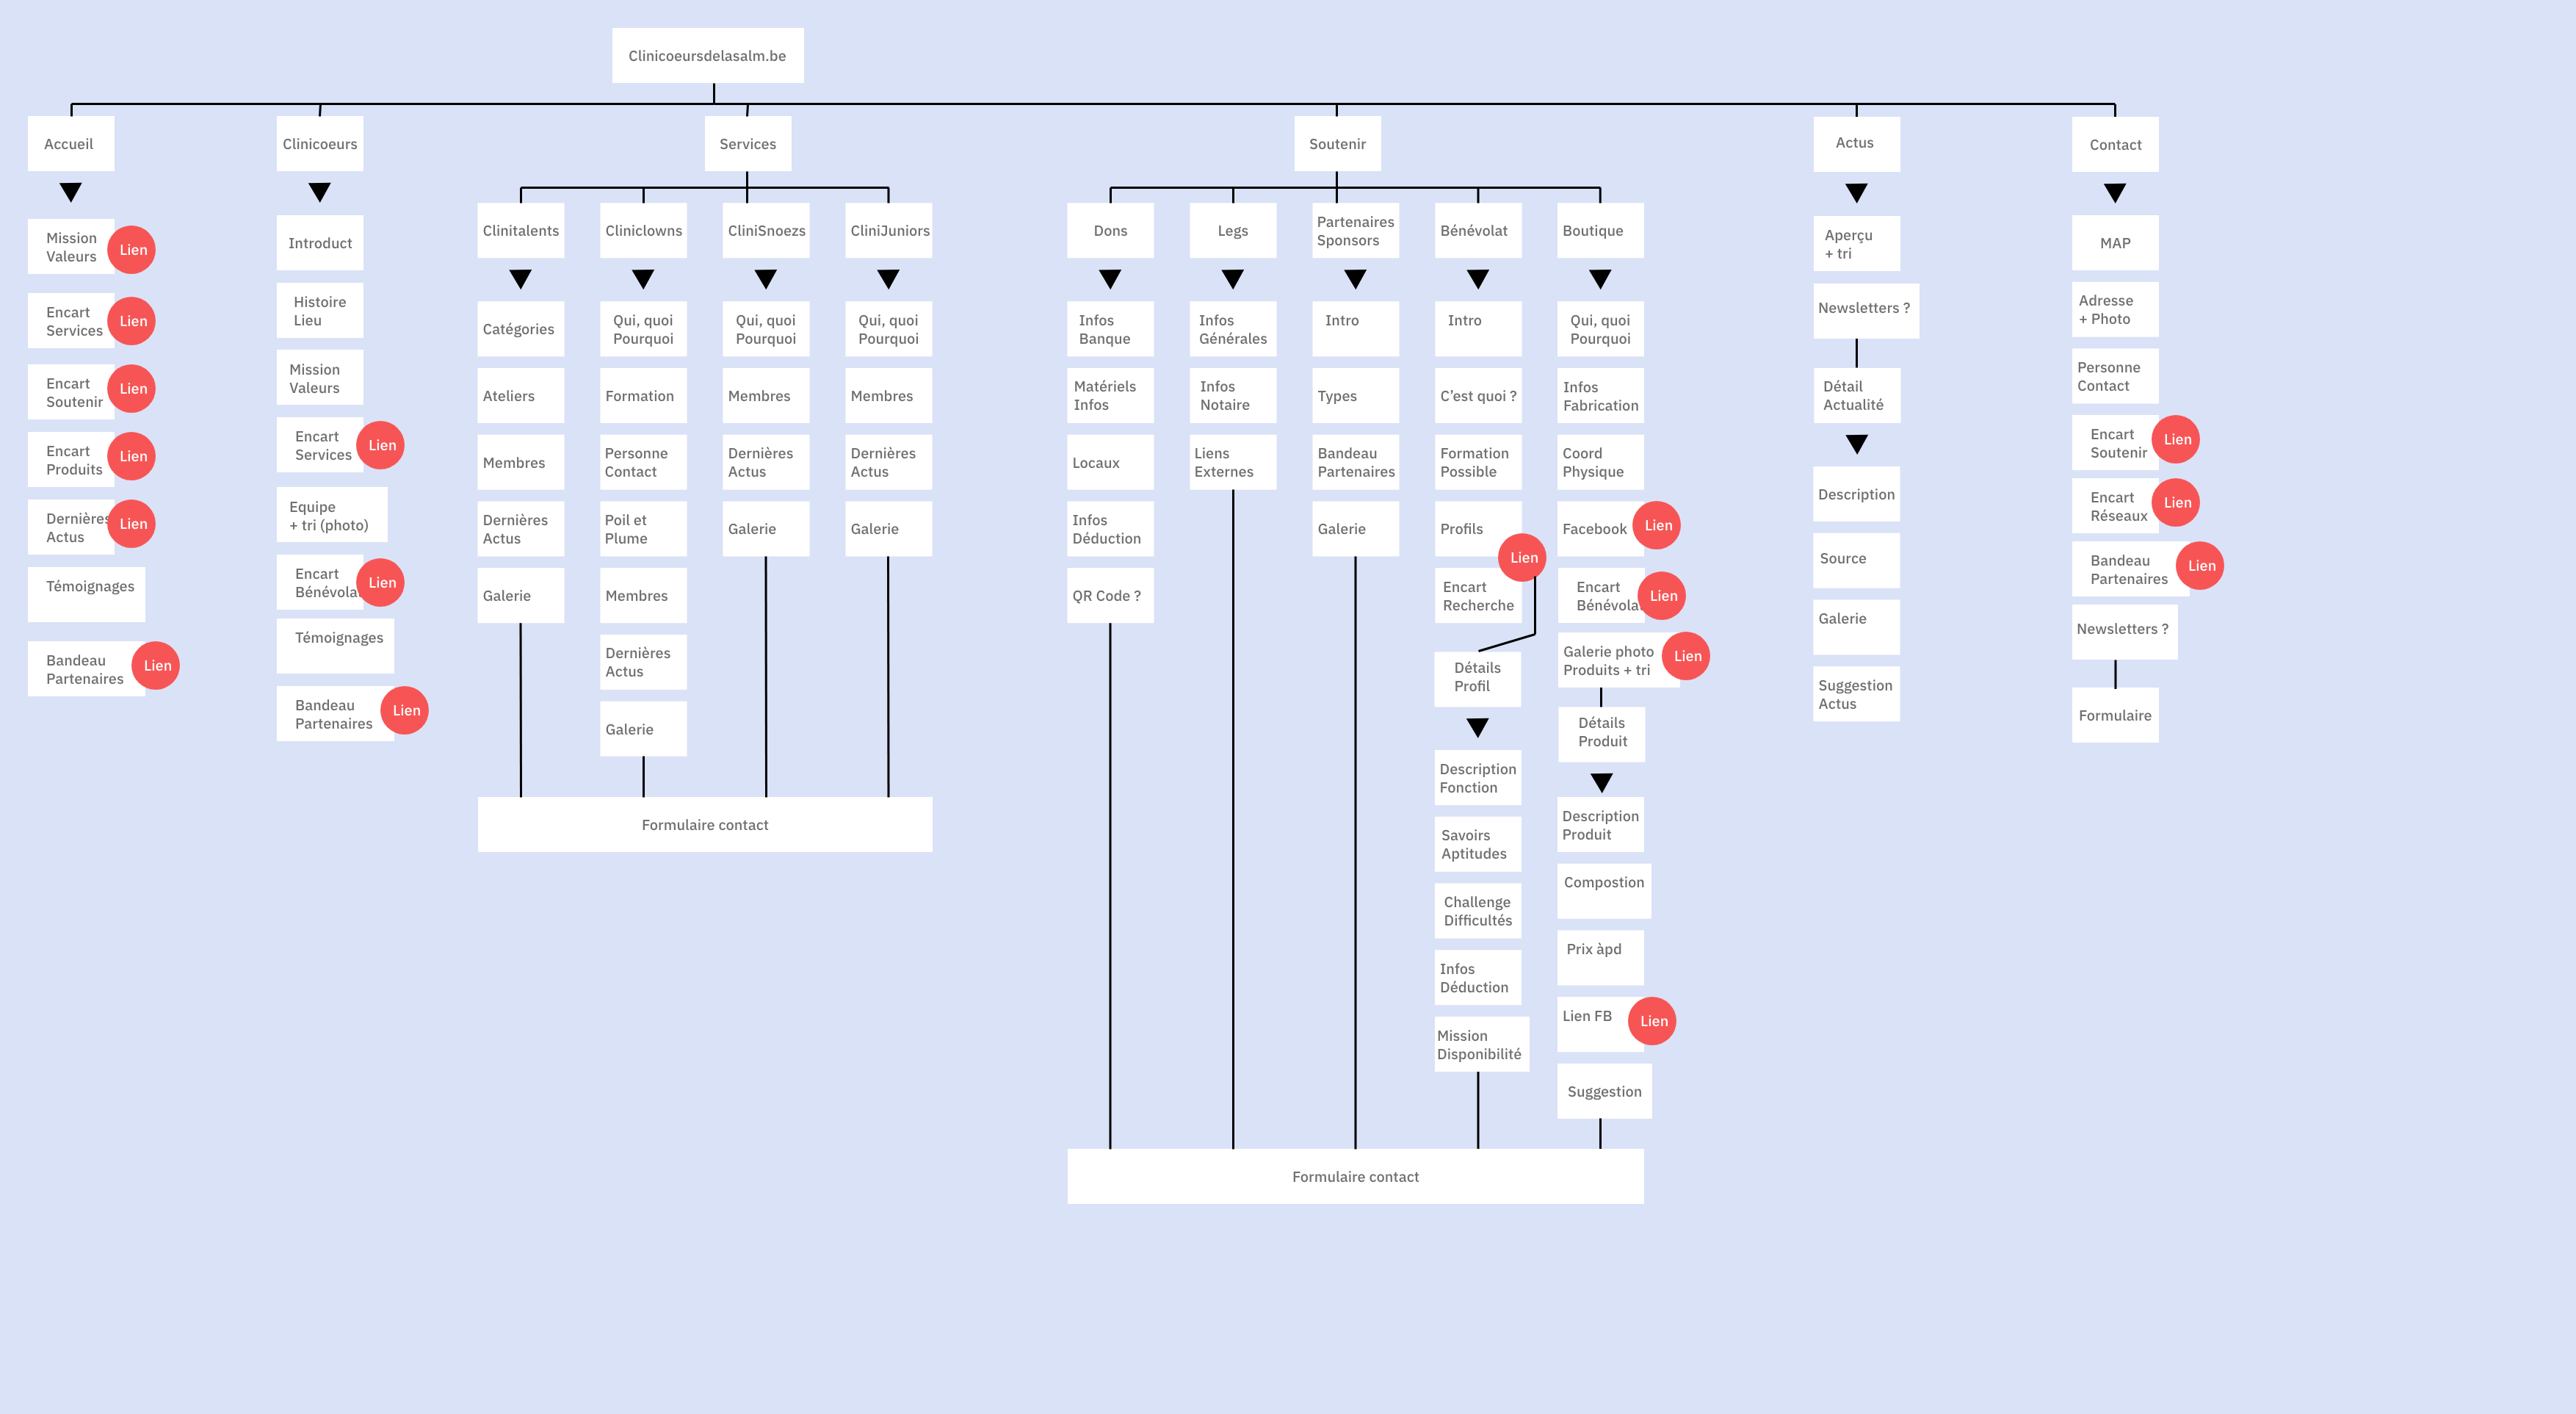 Clinicoeursdelasalm.be
Accueil
Mission
Valeurs
Lien
Encart
Services
Lien
Encart
Soutenir
Lien
Encart
Produits
Lien
Dernières
Actus
Lien
Témoignages
Bandeau
Partenaires
Lien
Clinicoeurs
Introduct
Histoire
Lieu
Mission
Valeurs
Encart
Services
Lien
Equipe
+ tri (photo)
Encart
Bénévola
Lien
Témoignages
Bandeau
Partenaires
Lien
Services
Clinitalents
Catégories
Ateliers
Membres
Dernières
Actus
Galerie
Cliniclowns
Qui, quoi
Pourquoi
Formation
Personne
Contact
Poil et
Plume
Membres
Dernières
Actus
Galerie
CliniSnoezs
Qui, quoi
Pourquoi
Membres
Dernières
Actus
Galerie
CliniJuniors
Qui, quoi
Pourquoi
Membres
Dernières
Actus
Galerie
Formulaire contact
Soutenir
Dons
Infos
Banque
Matériels
Infos
Locaux
Infos
Déduction
QR Code ?
Legs
Infos
Générales
Infos
Notaire
Liens
Externes
Partenaires
Sponsors
Intro
Types
Bandeau
Partenaires
Galerie
Bénévolat
Intro
C’est quoi ?
Formation
Possible
Profils
Lien
Encart
Recherche
Détails
Profil
Description
Fonction
Savoirs
Aptitudes
Challenge
Difficultés
Infos
Déduction
Mission
Disponibilité
Boutique
Qui, quoi
Pourquoi
Infos
Fabrication
Coord
Physique
Facebook
Lien
Encart
Bénévola
Lien
Galerie photo
Produits + tri
Lien
Détails
Produit
Description
Produit
Compostion
Prix àpd
Lien FB
Lien
Suggestion
Formulaire contact
Actus
Aperçu
+ tri
Newsletters ?
Détail
Actualité
Description
Source
Galerie
Suggestion
Actus
Contact
MAP
Adresse
+ Photo
Personne
Contact
Encart
Soutenir
Lien
Encart
Réseaux
Lien
Bandeau
Partenaires
Lien
Newsletters ?
Formulaire